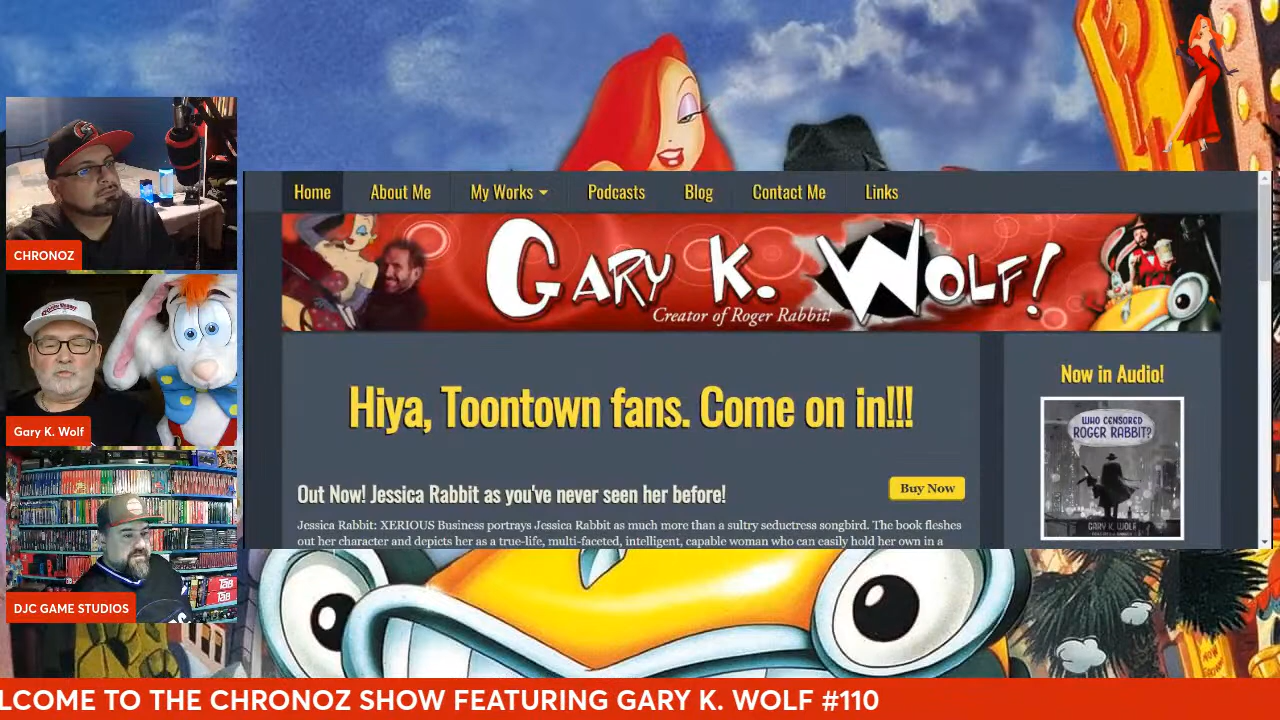 CHRONOZ
Gary K. Wolf
DJC GAME STUDIOS
Home About Me My Works Podcasts Blog Contact Me Links
GARY K. WOLF!
Creator of Roger Rabbit!
Hiya, Toontown fans. Come on in!!!
Out Now! Jessica Rabbit as you've never seen her before!
Buy Now
Jessica Rabbit: XERIOUS Business portrays Jessica Rabbit as much more than a sultry seductress songbird. The book fleshes
out her character and depicts her as a true-life, multi-faceted, intelligent, capable woman who can easily hold her own in a
Now in Audio!
WHO CENSORED
ROGER RABBIT?
GARY K. WOLF
LCOME TO THE CHRONOZ SHOW FEATURING GARY K. WOLF #110